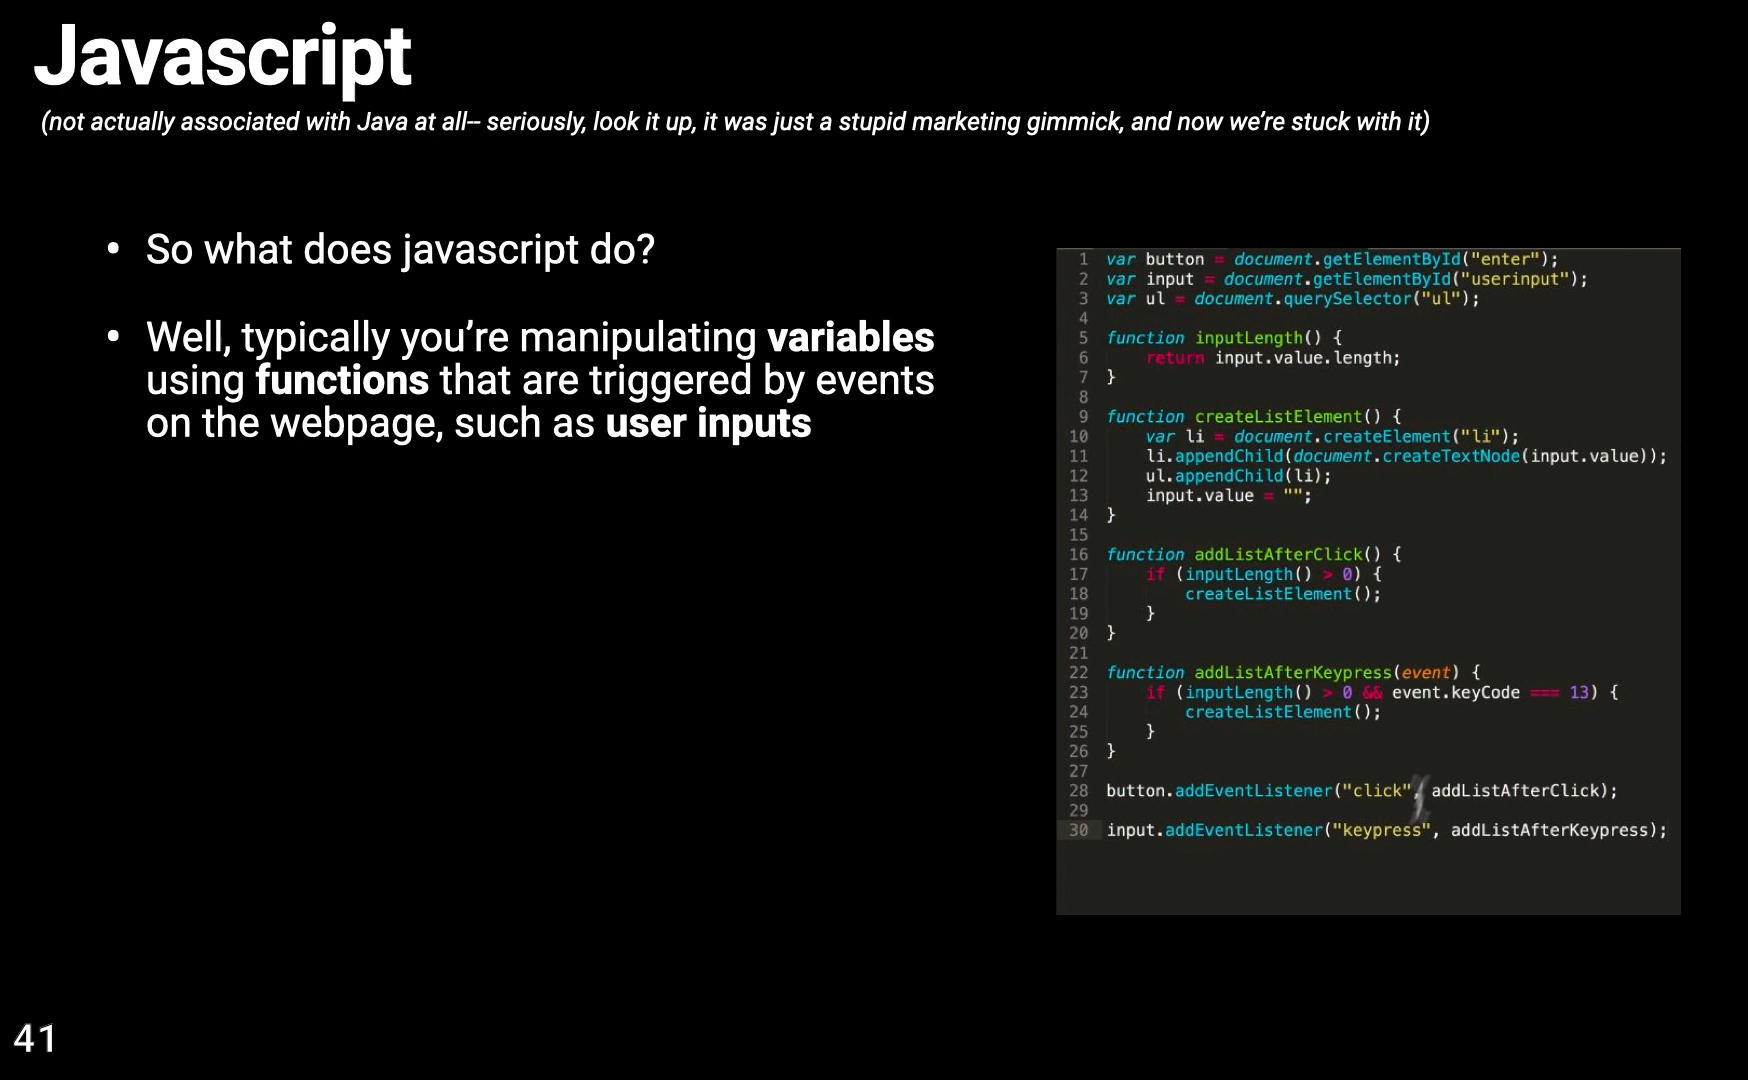 Javascript
(not actually associated with Java at all-- seriously, look it up, it was just a stupid marketing gimmick, and now we’re stuck with it)
• So what does javascript do?
• Well, typically you’re manipulating variables
using functions that are triggered by events
on the webpage, such as user inputs
1 var button = document.getElementById("enter");
2 var input = document.getElementById("userinput");
3 var ul = document.querySelector("ul");
4
5 function inputLength() {
6     return input.value.length;
7 }
8
9 function createListElement() {
10     var li = document.createElement("li");
11     li.appendChild(document.createTextNode(input.value));
12     ul.appendChild(li);
13     input.value = "";
14 }
15
16 function addListAfterClick() {
17     if (inputLength() > 0) {
18         createListElement();
19     }
20 }
21
22 function addListAfterKeypress(event) {
23     if (inputLength() > 0 && event.keyCode === 13) {
24         createListElement();
25     }
26 }
27
28 button.addEventListener("click", addListAfterClick);
29
30 input.addEventListener("keypress", addListAfterKeypress);
41